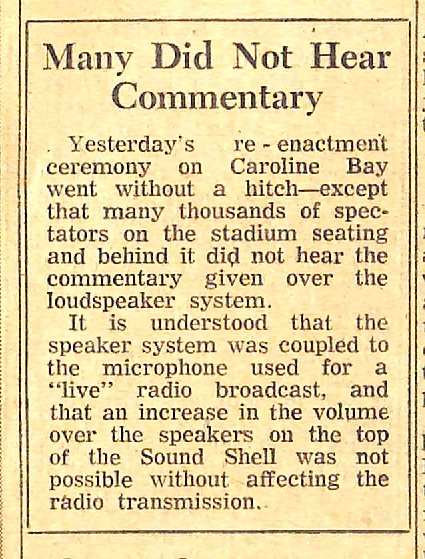 Many Did Not Hear
Commentary
Yesterday's re-enactment
ceremony on Caroline Bay
went without a hitch—except
that many thousands of spec-
tators on the stadium seating
and behind it did not hear the
commentary given over the
loudspeaker system.
It is understood that the
speaker system was coupled to
the microphone used for a
"live" radio broadcast, and
that an increase in the volume
over the speakers on the top
of the Sound Shell was not
possible without affecting the
radio transmission.